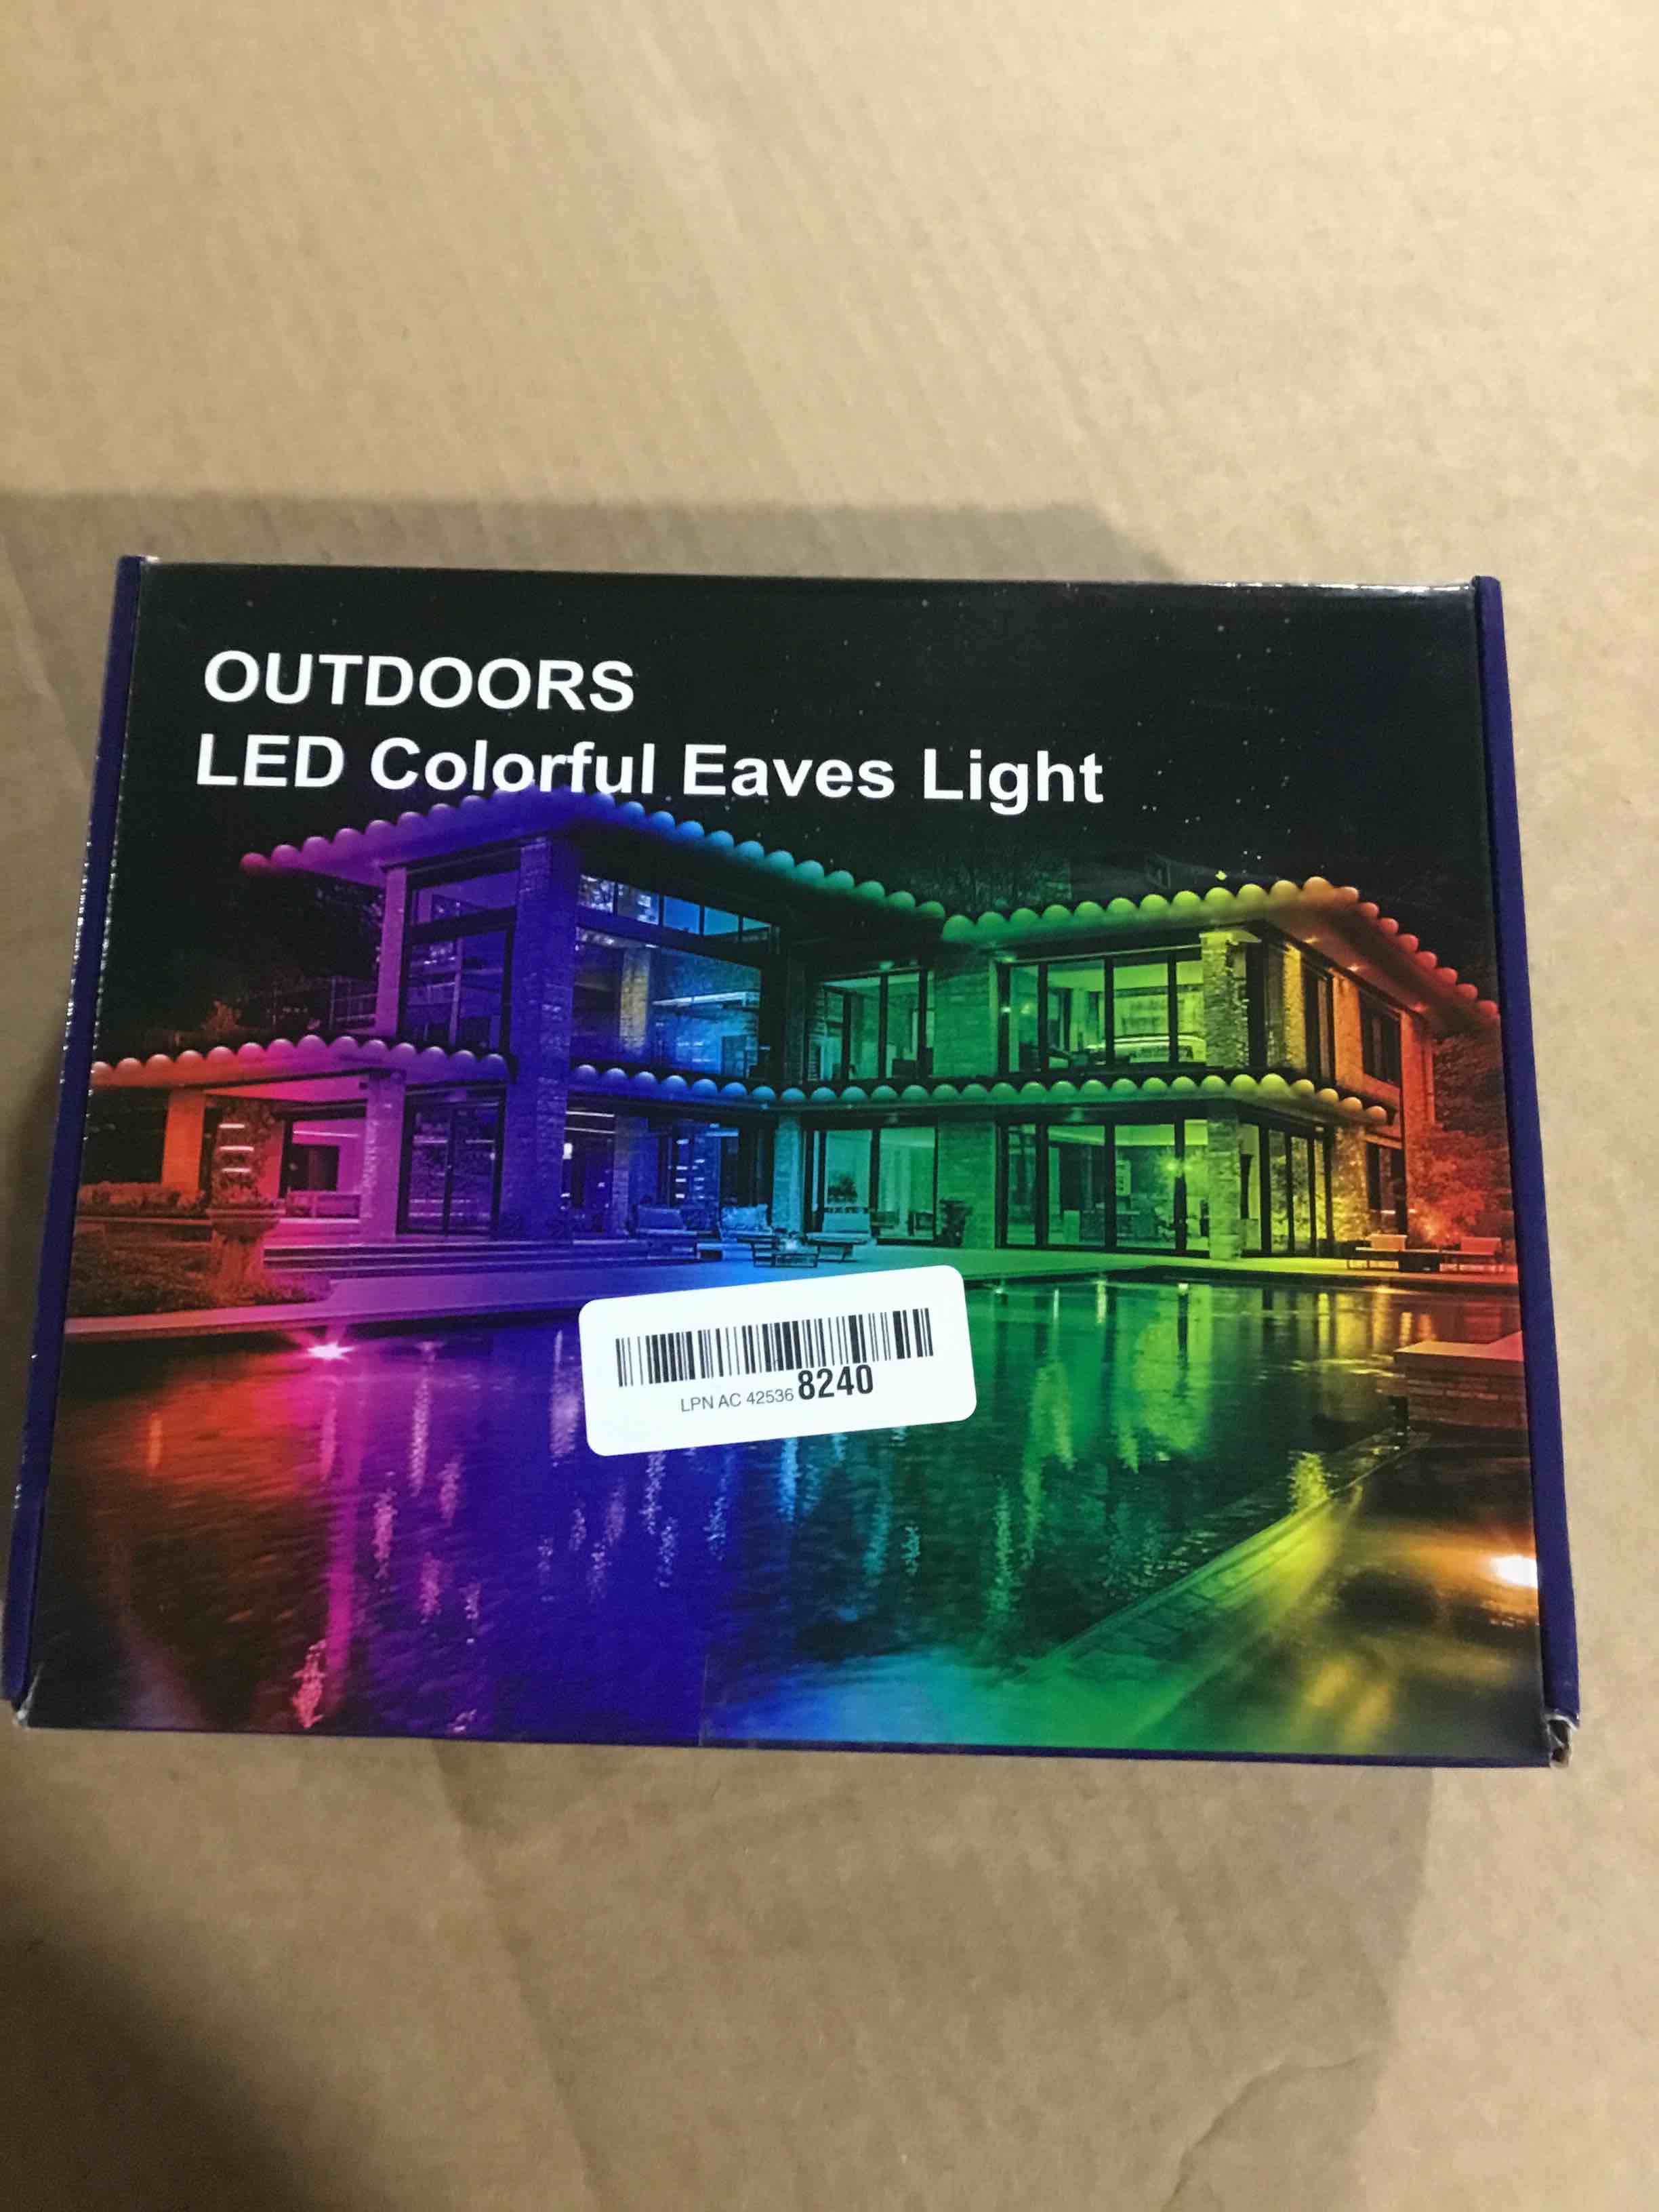 OUTDOORS
LED Colorful Eaves Light
LPN AC 42536 8240